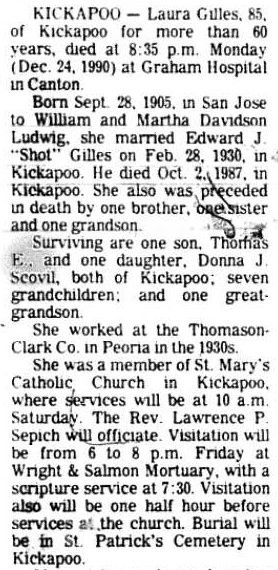 KICKAPOO — Laura Gilles, 85,
of Kickapoo for more than 60
years, died at 8:35 p.m. Monday
(Dec. 24, 1990) at Graham Hospital
in Canton.
Born Sept. 28, 1905, in San Jose
to William and Martha Davidson
Ludwig, she married Edward J.
"Shot" Gilles on Feb. 28, 1930, in
Kickapoo. He died Oct. 2, 1987, in
Kickapoo. She also was preceded
in death by one brother, one sister
and one grandson.
Surviving are one son, Thomas
E., and one daughter, Donna J.
Scovil, both of Kickapoo; seven
grandchildren; and one great-
grandson.
She worked at the Thomason-
Clark Co. in Peoria in the 1930s.
She was a member of St. Mary's
Catholic Church in Kickapoo,
where services will be at 10 a.m.
Saturday. The Rev. Lawrence P.
Sepich will officiate. Visitation will
be from 6 to 8 p.m. Friday at
Wright & Salmon Mortuary, with a
scripture service at 7:30. Visitation
also will be one half hour before
services at the church. Burial will
be in St. Patrick's Cemetery in
Kickapoo.